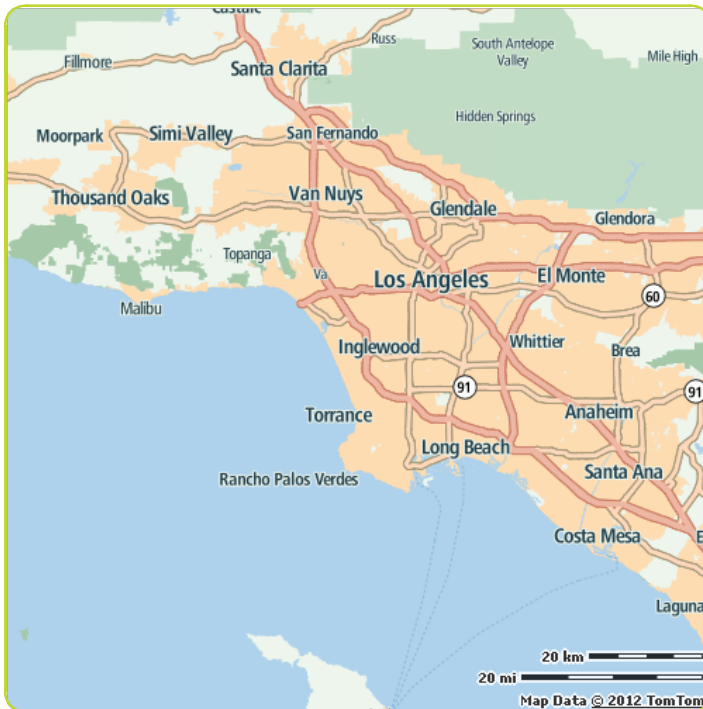 Castaic
Russ
South Antelope
Valley
Mile High
Fillmore
Santa Clarita
Hidden Springs
Moorpark
Simi Valley
San Fernando
Thousand Oaks
Van Nuys
Glendale
Glendora
Topanga
Va
Los Angeles
El Monte
Malibu
60
Inglewood
Whittier
Brea
91
91
Torrance
Anaheim
Long Beach
Rancho Palos Verdes
Santa Ana
Costa Mesa
E
Laguna
20 km
20 mi
Map Data © 2012 TomTom